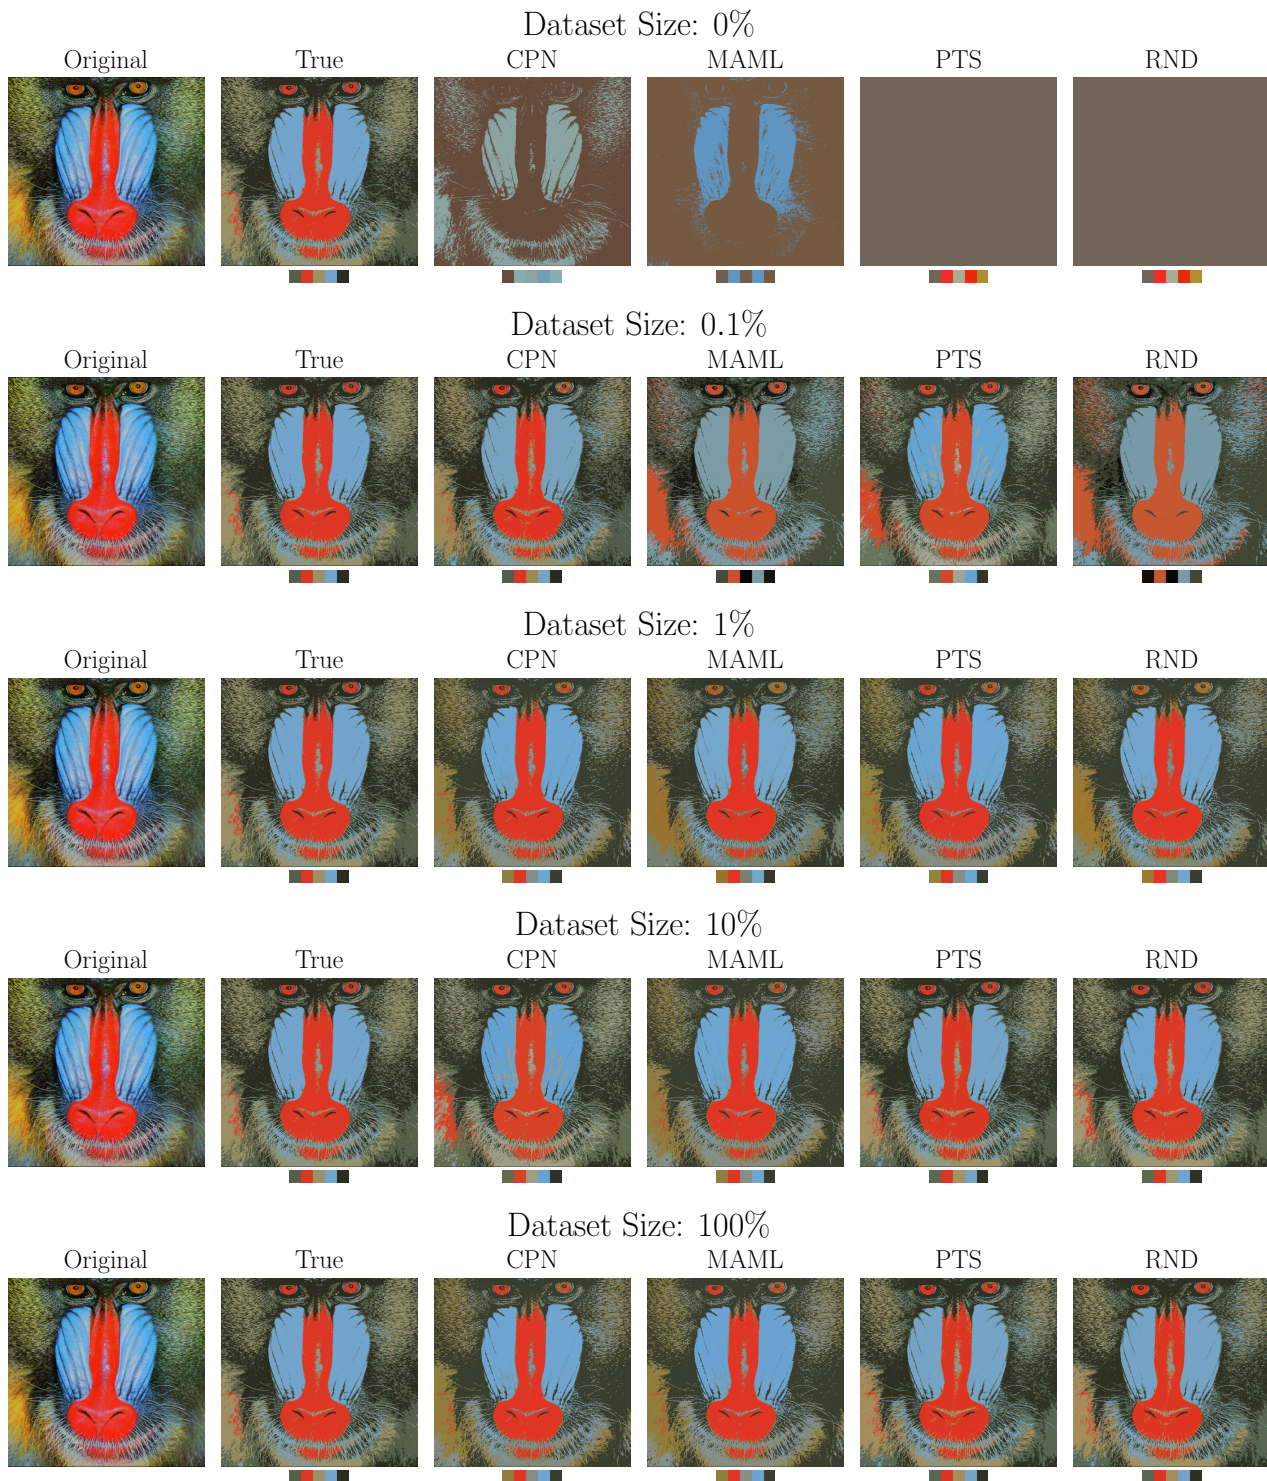 Dataset Size: 0%
Original True CPN MAML PTS RND
Dataset Size: 0.1%
Original True CPN MAML PTS RND
Dataset Size: 1%
Original True CPN MAML PTS RND
Dataset Size: 10%
Original True CPN MAML PTS RND
Dataset Size: 100%
Original True CPN MAML PTS RND